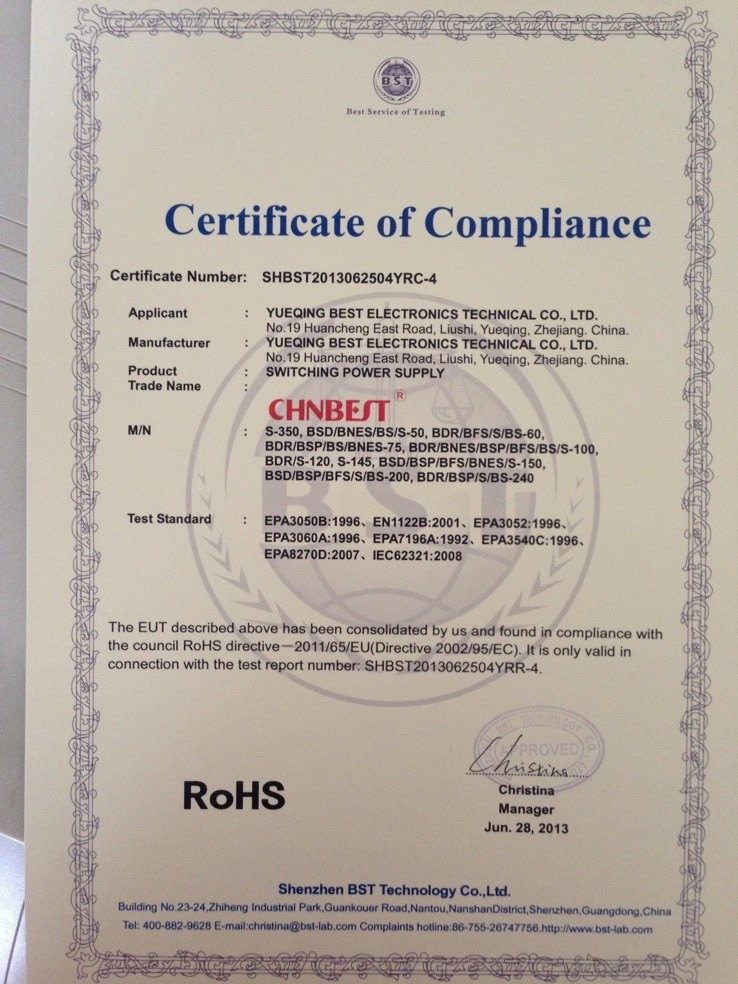 BST
Best Service of Testing
Certificate of Compliance
Certificate Number: SHBST2013062504YRC-4
Applicant : YUEQING BEST ELECTRONICS TECHNICAL CO., LTD.
No.19 Huancheng East Road, Liushi, Yueqing, Zhejiang. China.
Manufacturer : YUEQING BEST ELECTRONICS TECHNICAL CO., LTD.
No.19 Huancheng East Road, Liushi, Yueqing, Zhejiang. China.
Product : SWITCHING POWER SUPPLY
Trade Name :
CHNBEST®
M/N : S-350, BSD/BNES/BS/S-50, BDR/BFS/S/BS-60,
BDR/BSP/BS/BNES-75, BDR/BNES/BSP/BFS/BS/S-100,
BDR/S-120, S-145, BSD/BSP/BFS/BNES/S-150,
BSD/BSP/BFS/S/BS-200, BDR/BSP/S/BS-240
Test Standard : EPA3050B:1996、EN1122B:2001、EPA3052:1996、
EPA3060A:1996、EPA7196A:1992、EPA3540C:1996、
EPA8270D:2007、IEC62321:2008
BST
The EUT described above has been consolidated by us and found in compliance with
the council RoHS directive—2011/65/EU(Directive 2002/95/EC). It is only valid in
connection with the test report number: SHBST2013062504YRR-4.
BST TECHNOLOGY CO.
APPROVED
Christina
RoHS
Christina
Manager
Jun. 28, 2013
Shenzhen BST Technology Co.,Ltd.
Building No.23-24,Zhiheng Industrial Park,Guankouer Road,Nantou,NanshanDistrict,Shenzhen,Guangdong,China
Tel: 400-882-9628 E-mail:christina@bst-lab.com Complaints hotline:86-755-26747756.http://www.bst-lab.com